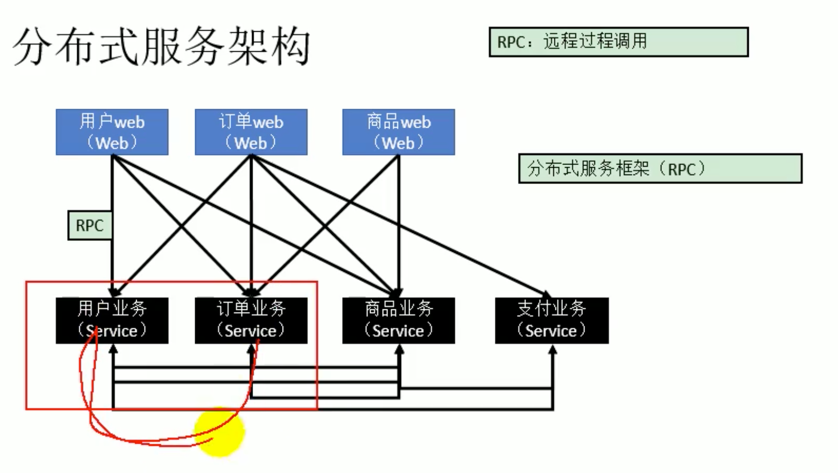 分布式服务架构
RPC：远程过程调用
用户web
（Web）
订单web
（Web）
商品web
（Web）
分布式服务框架（RPC）
RPC
用户业务
（Service）
订单业务
（Service）
商品业务
（Service）
支付业务
（Service）